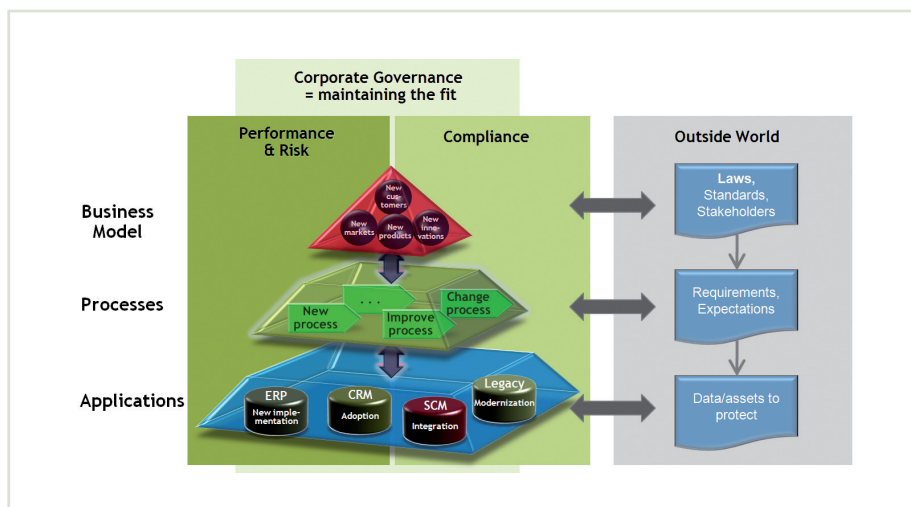 Corporate Governance
= maintaining the fit
Performance
& Risk
Compliance
Outside World
Business
Model
New
cus-
tomers
New
markets
New
products
New
inno-
vations
Laws,
Standards,
Stakeholders
Processes
New
process
. . .
Improve
process
Change
process
Requirements,
Expectations
Applications
ERP
New imple-
mentation
CRM
Adoption
SCM
Integration
Legacy
Modernization
Data/assets to
protect